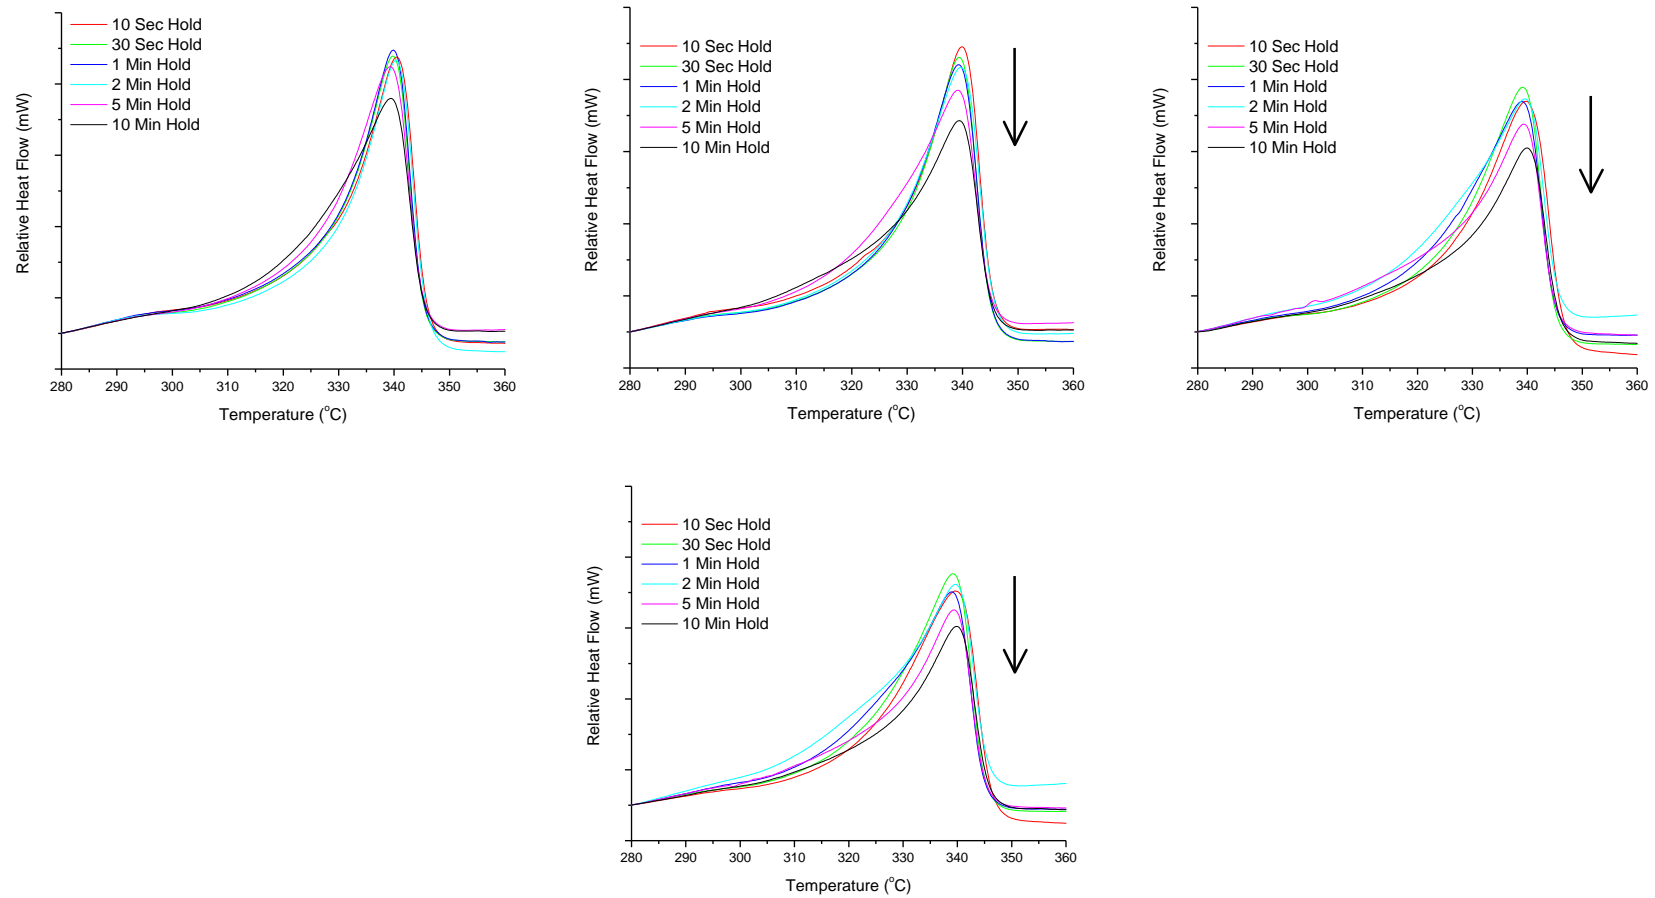 10 Sec Hold
30 Sec Hold
1 Min Hold
2 Min Hold
5 Min Hold
10 Min Hold
Relative Heat Flow (mW)
280 290 300 310 320 330 340 350 360
Temperature (°C)
10 Sec Hold
30 Sec Hold
1 Min Hold
2 Min Hold
5 Min Hold
10 Min Hold
Relative Heat Flow (mW)
280 290 300 310 320 330 340 350 360
Temperature (°C)
10 Sec Hold
30 Sec Hold
1 Min Hold
2 Min Hold
5 Min Hold
10 Min Hold
Relative Heat Flow (mW)
280 290 300 310 320 330 340 350 360
Temperature (°C)
10 Sec Hold
30 Sec Hold
1 Min Hold
2 Min Hold
5 Min Hold
10 Min Hold
Relative Heat Flow (mW)
280 290 300 310 320 330 340 350 360
Temperature (°C)